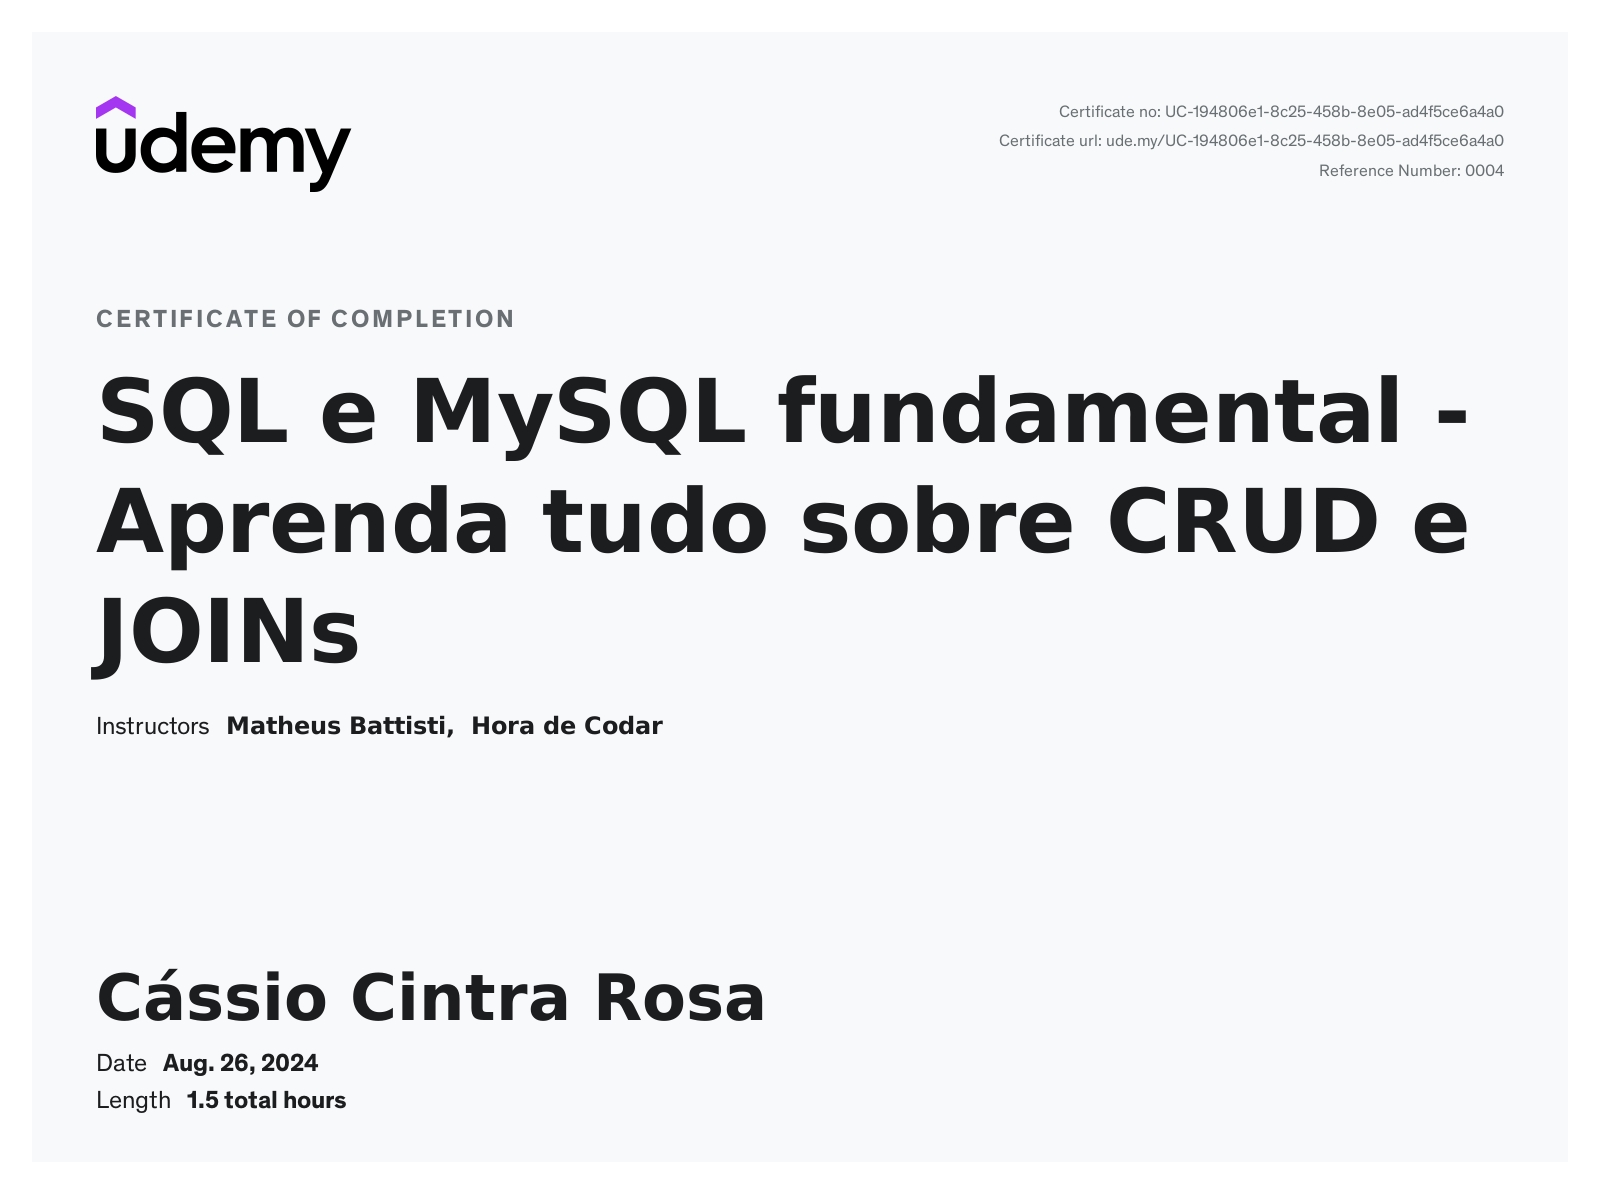 udemy
Certificate no: UC-194806e1-8c25-458b-8e05-ad4f5ce6a4a0
Certificate url: ude.my/UC-194806e1-8c25-458b-8e05-ad4f5ce6a4a0
Reference Number: 0004
CERTIFICATE OF COMPLETION
SQL e MySQL fundamental -
Aprenda tudo sobre CRUD e
JOINs
Instructors Matheus Battisti, Hora de Codar
Cássio Cintra Rosa
Date Aug. 26, 2024
Length 1.5 total hours